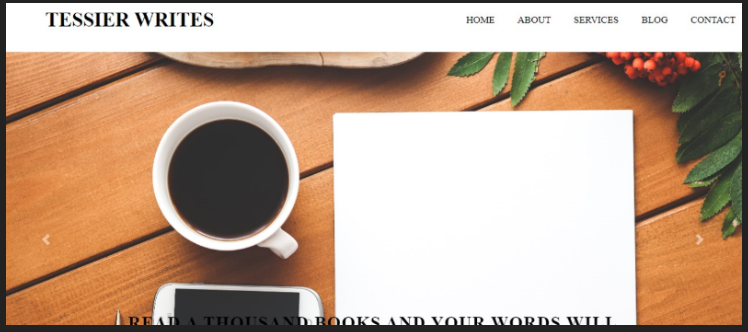 TESSIER WRITES
HOME
ABOUT
SERVICES
BLOG
CONTACT
READ A THOUSAND BOOKS AND YOUR WORDS WILL